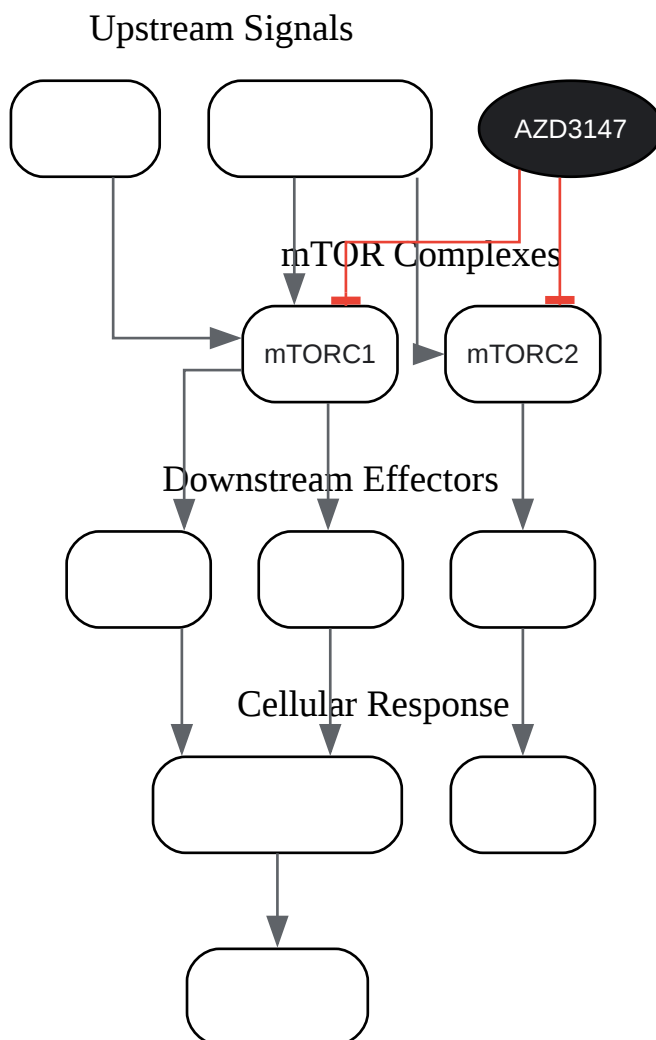 Upstream Signals
AZD3147
mTOR Complexes
mTORC1
mTORC2
Downstream Effectors
Cellular Response